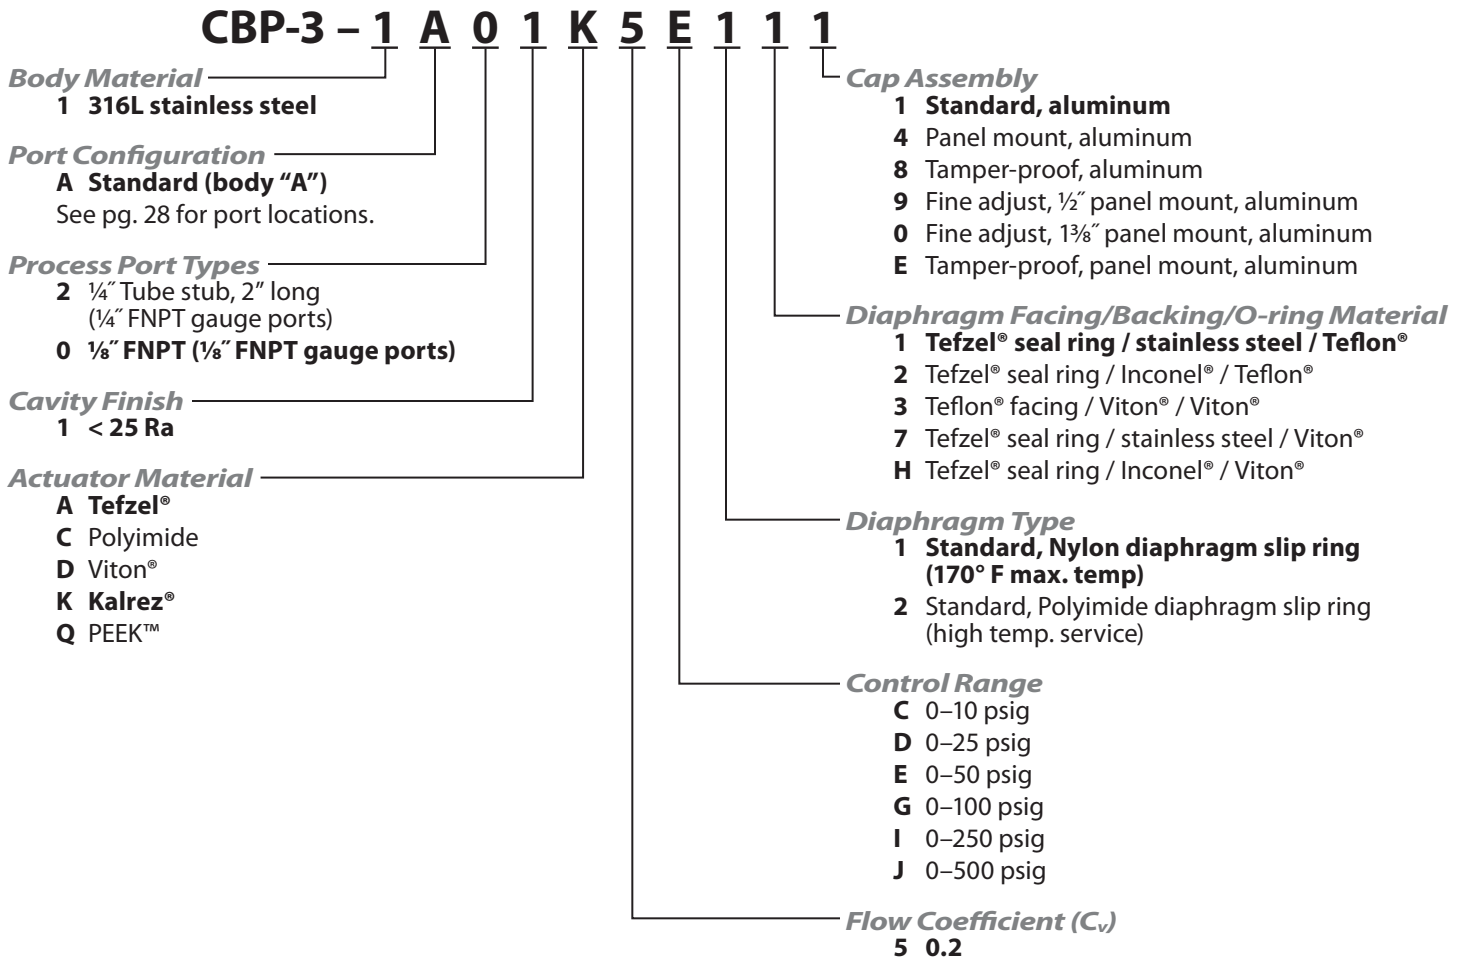 CBP-3 – 1 A 0 1 K 5 E 1 1 1
Body Material
1 316L stainless steel
Port Configuration
A Standard (body “A”)
See pg. 28 for port locations.
Process Port Types
2 ¼˝ Tube stub, 2” long
(¼˝ FNPT gauge ports)
0 ⅛˝ FNPT (⅛˝ FNPT gauge ports)
Cavity Finish
1 < 25 Ra
Actuator Material
A Tefzel®
C Polyimide
D Viton®
K Kalrez®
Q PEEK™
Cap Assembly
1 Standard, aluminum
4 Panel mount, aluminum
8 Tamper-proof, aluminum
9 Fine adjust, ½˝ panel mount, aluminum
0 Fine adjust, 1⅜˝ panel mount, aluminum
E Tamper-proof, panel mount, aluminum
Diaphragm Facing/Backing/O-ring Material
1 Tefzel® seal ring / stainless steel / Teflon®
2 Tefzel® seal ring / Inconel® / Teflon®
3 Teflon® facing / Viton® / Viton®
7 Tefzel® seal ring / stainless steel / Viton®
H Tefzel® seal ring / Inconel® / Viton®
Diaphragm Type
1 Standard, Nylon diaphragm slip ring
(170° F max. temp)
2 Standard, Polyimide diaphragm slip ring
(high temp. service)
Control Range
C 0–10 psig
D 0–25 psig
E 0–50 psig
G 0–100 psig
I 0–250 psig
J 0–500 psig
Flow Coefficient (Cv)
5 0.2